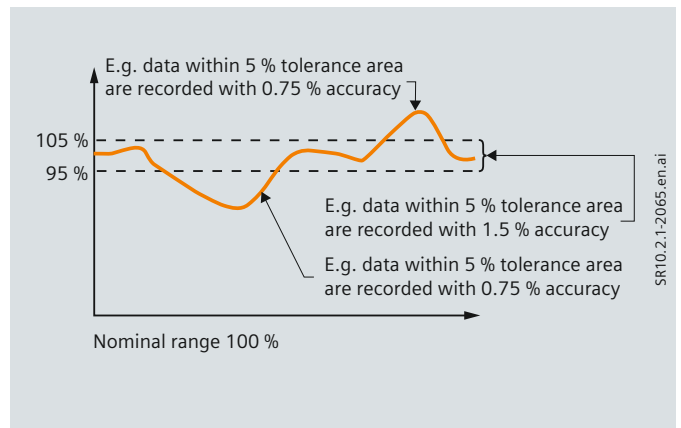 E.g. data within 5 % tolerance area
are recorded with 0.75 % accuracy
105 %
95 %
E.g. data within 5 % tolerance area
are recorded with 1.5 % accuracy
E.g. data within 5 % tolerance area
are recorded with 0.75 % accuracy
Nominal range 100 %
SR10.2.1-2065.en.ai